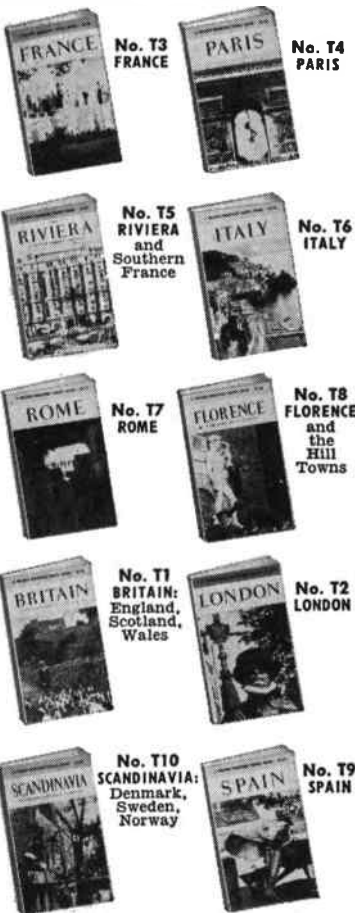 FRANCE
No. T3
FRANCE
PARIS
No. T4
PARIS
RIVIERA
No. T5
RIVIERA
and
Southern
France
ITALY
No. T6
ITALY
ROME
No. T7
ROME
FLORENCE
No. T8
FLORENCE
and
the
Hill
Towns
BRITAIN
No. T1
BRITAIN:
England,
Scotland,
Wales
LONDON
No. T2
LONDON
SCANDINAVIA
No. T10
SCANDINAVIA:
Denmark,
Sweden,
Norway
SPAIN
No. T9
SPAIN